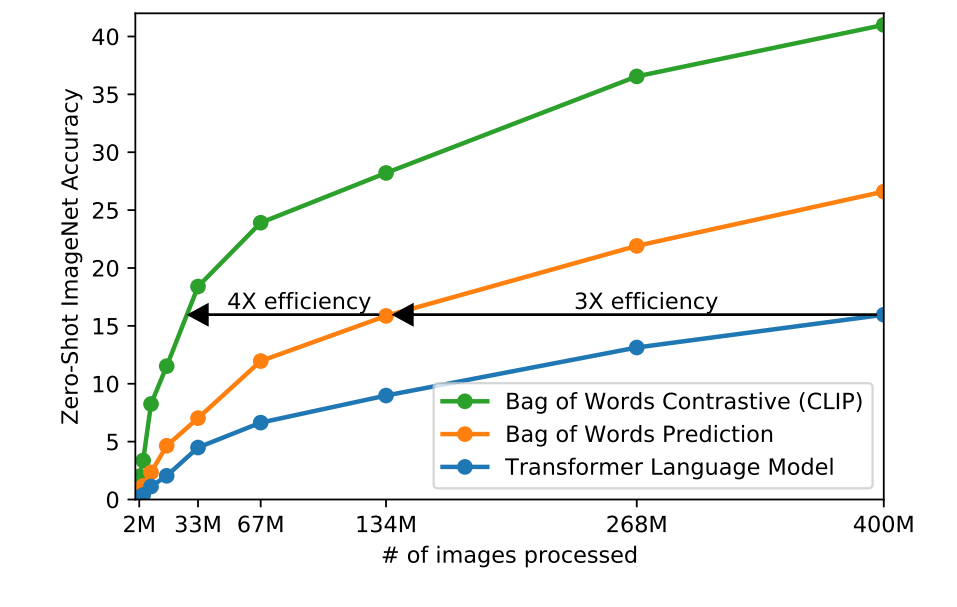 40
35
30
25
20
15
10
5
0
Zero-Shot ImageNet Accuracy
4X efficiency
3X efficiency
Bag of Words Contrastive (CLIP)
Bag of Words Prediction
Transformer Language Model
2M 33M 67M 134M 268M 400M
# of images processed